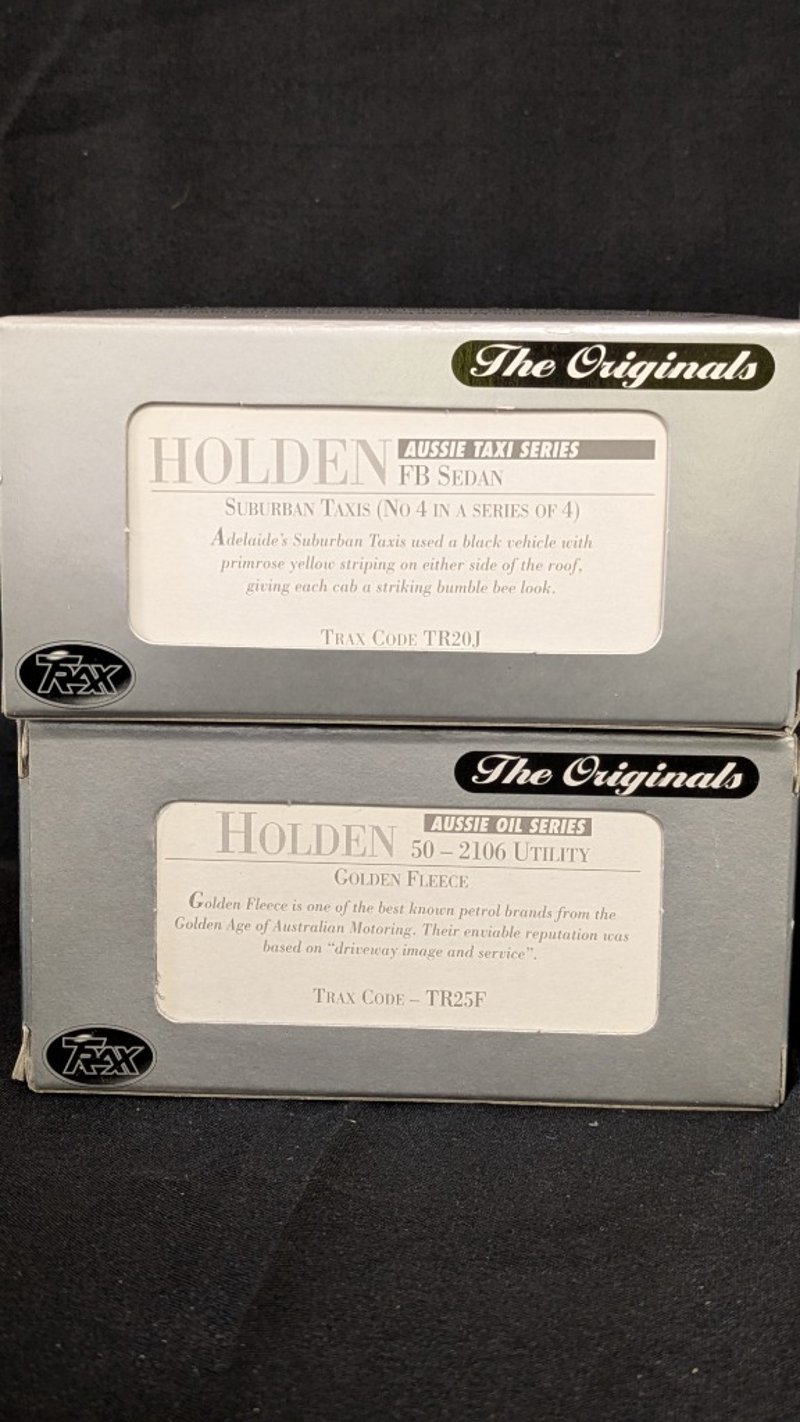 The Originals
HOLDEN AUSSIE TAXI SERIES
FB SEDAN
SUBURBAN TAXIS (NO 4 IN A SERIES OF 4)
Adelaide's Suburban Taxis used a black vehicle with
primrose yellow striping on either side of the roof,
giving each cab a striking bumble bee look.
TRAX CODE TR20J
TRAX
The Originals
HOLDEN AUSSIE OIL SERIES
50 – 2106 UTILITY
GOLDEN FLEECE
Golden Fleece is one of the best known petrol brands from the
Golden Age of Australian Motoring. Their enviable reputation was
based on “driveway image and service”.
TRAX CODE – TR25F
TRAX